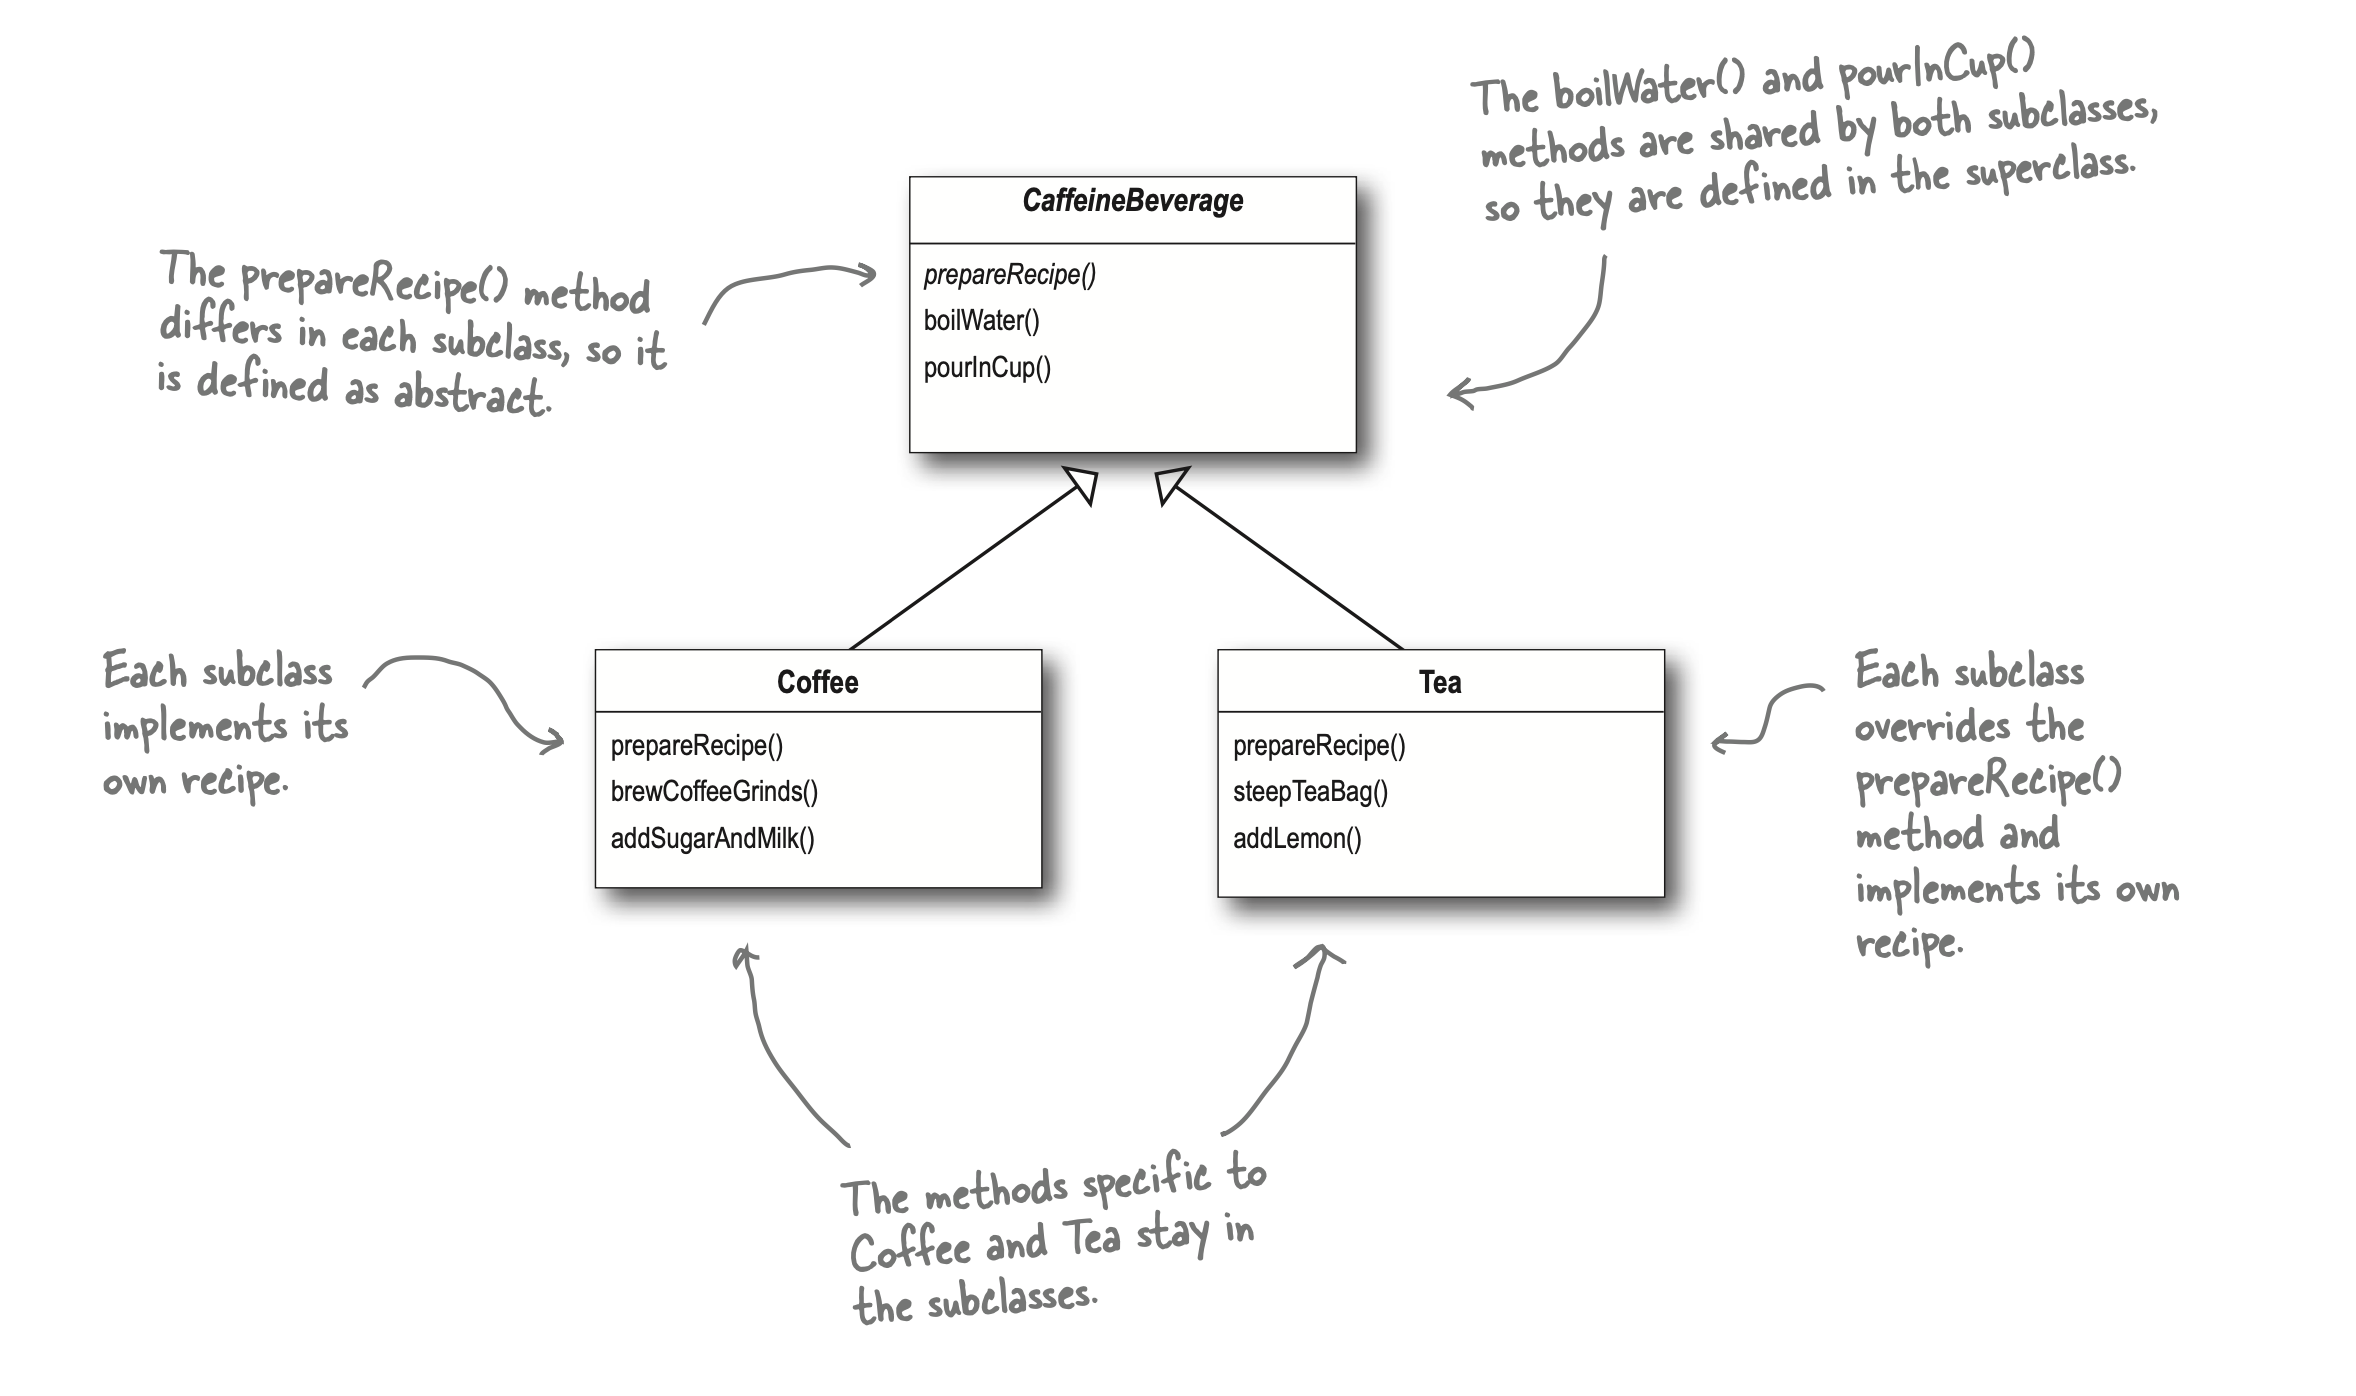 The boilWater() and pourInCup()
methods are shared by both subclasses,
so they are defined in the superclass.
CaffeineBeverage
prepareRecipe()
boilWater()
pourInCup()
The prepareRecipe() method
differs in each subclass, so it
is defined as abstract.
Each subclass
implements its
own recipe.
Coffee
prepareRecipe()
brewCoffeeGrinds()
addSugarAndMilk()
Tea
prepareRecipe()
steepTeaBag()
addLemon()
Each subclass
overrides the
prepareRecipe()
method and
implements its own
recipe.
The methods specific to
Coffee and Tea stay in
the subclasses.